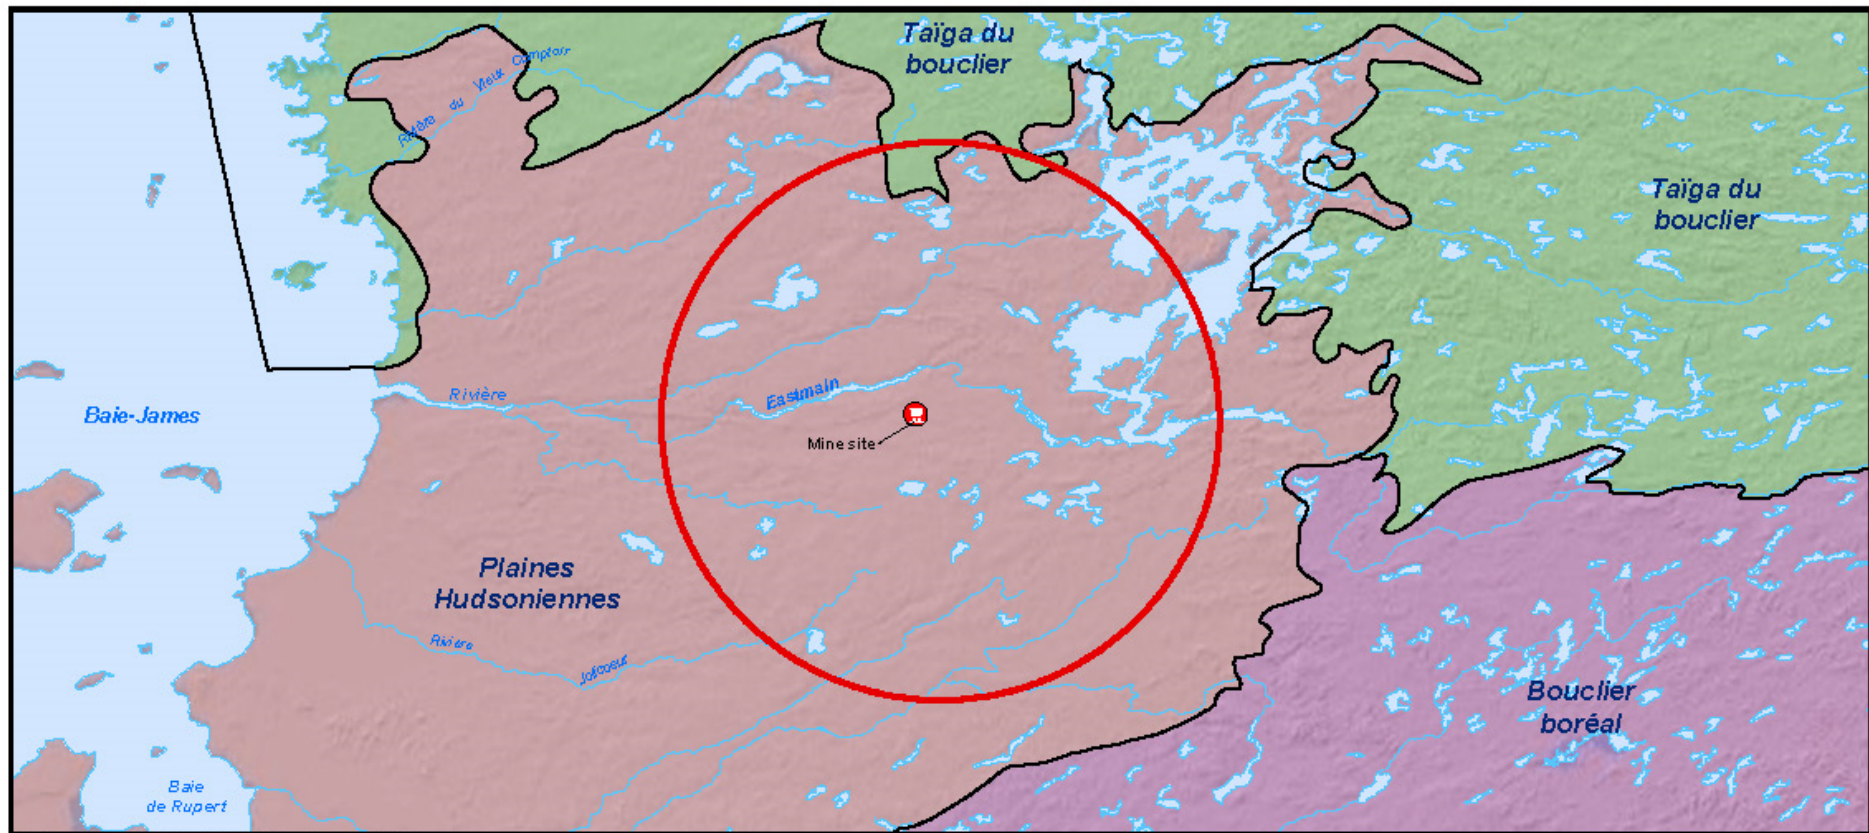 Taïga du
bouclier
Rivière du Vieux Comptoir
Taïga du
bouclier
Rivière Eastmain
Baie-James
Mine site
Plaines
Hudsoniennes
Rivière Jolicoeur
Bouclier
boréal
Baie
de Rupert